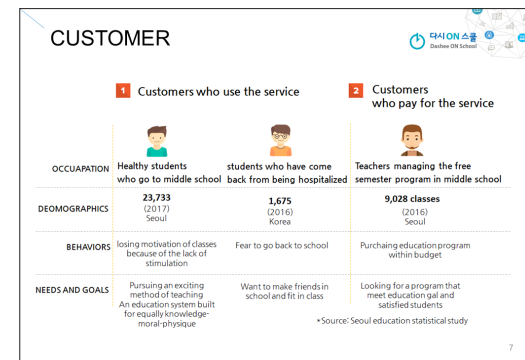 CUSTOMER
다시ON스쿨
Dashee ON School
1 Customers who use the service
2 Customers
who pay for the service
OCCUAPATION
Healthy students
who go to middle school
students who have come
back from being hospitalized
Teachers managing the free
semester program in middle school
DEOMOGRAPHICS
23,733
(2017)
Seoul
1,675
(2016)
Korea
9,028 classes
(2016)
Seoul
BEHAVIORS
losing motivation of classes
because of the lack of
stimulation
Fear to go back to school
Purchaing education program
within budget
NEEDS AND GOALS
Pursuing an exciting
method of teaching
An education system built
for equally knowledge-
moral-physique
Want to make friends in
school and fit in class
Looking for a program that
meet education gal and
satisfied students
*Source: Seoul education statistical study
7